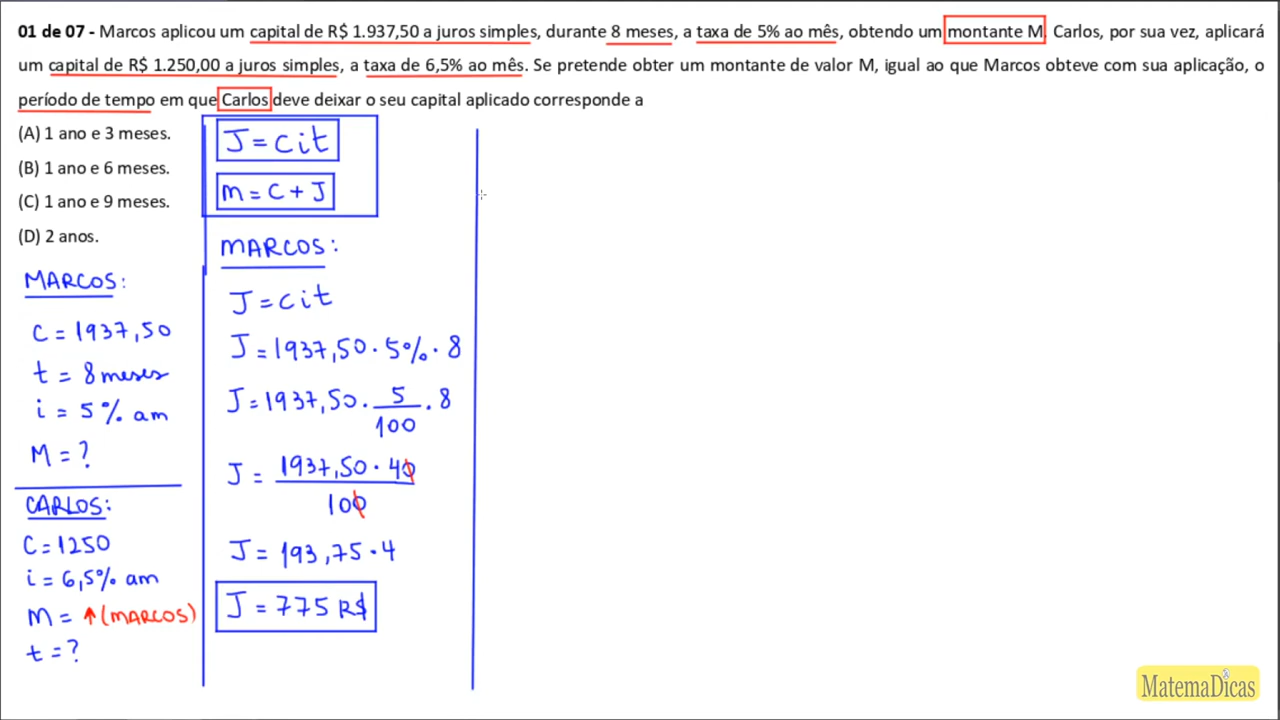 01 de 07 - Marcos aplicou um capital de R$ 1.937,50 a juros simples, durante 8 meses, a taxa de 5% ao mês, obtendo um montante M. Carlos, por sua vez, aplicará
um capital de R$ 1.250,00 a juros simples, a taxa de 6,5% ao mês. Se pretende obter um montante de valor M, igual ao que Marcos obteve com sua aplicação, o
período de tempo em que Carlos deve deixar o seu capital aplicado corresponde a
(A) 1 ano e 3 meses.
(B) 1 ano e 6 meses.
(C) 1 ano e 9 meses.
(D) 2 anos.
MARCOS:
C = 1937,50
t = 8 meses
i = 5% am
M = ?
CARLOS:
C = 1250
i = 6,5% am
M = ↑ (MARCOS)
t = ?
J = cit
M = C + J
MARCOS:
J = cit
J = 1937,50 · 5% · 8
J = 1937,50 · 5/100 · 8
J = 1937,50 · 40
100
J = 193,75 · 4
J = 775 R$
MatemaDicas